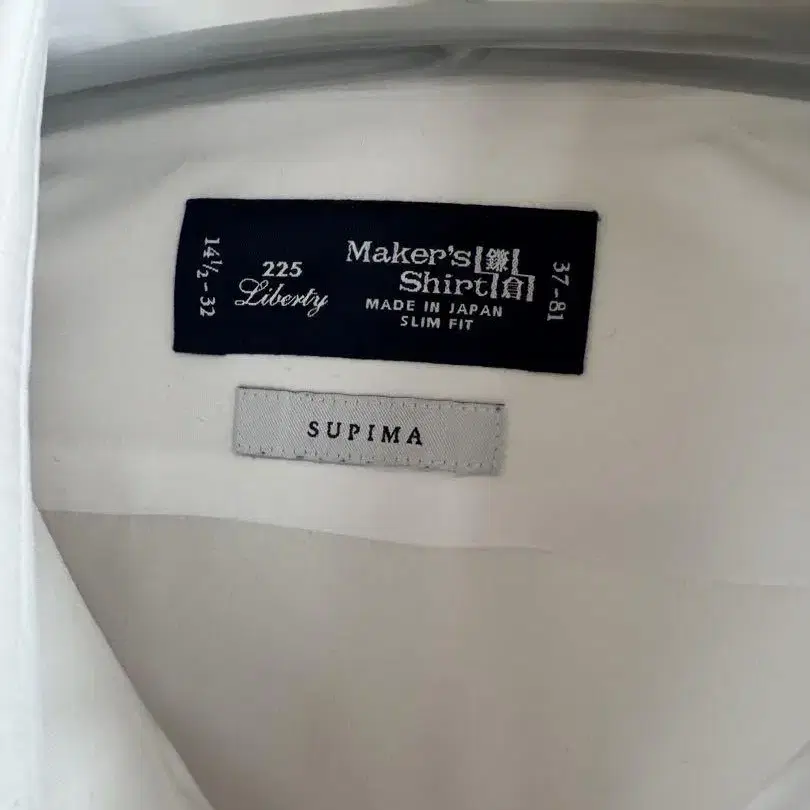 14½-32
225
Liberty
Maker's 鎌
Shirt 倉
MADE IN JAPAN
SLIM FIT
37-81
SUPIMA